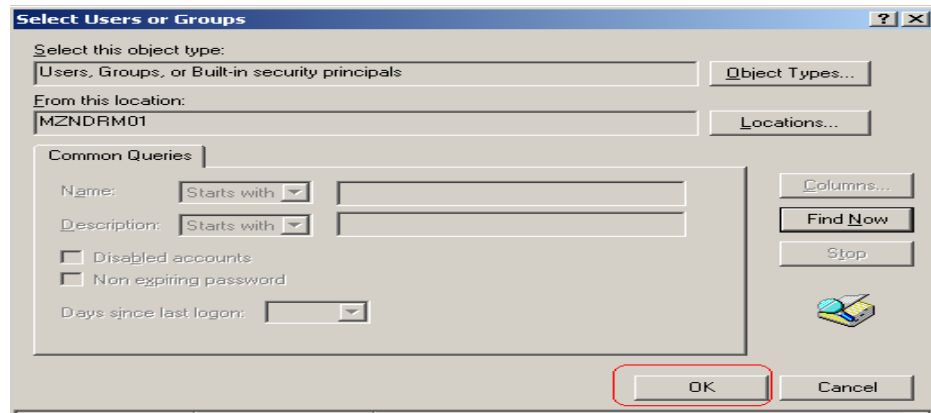 Select Users or Groups
Select this object type:
Users, Groups, or Built-in security principals
Object Types...
From this location:
MZNDRM01
Locations...
Common Queries
Name:
Starts with
Columns...
Description:
Starts with
Find Now
Disabled accounts
Stop
Non expiring password
Days since last logon:
OK
Cancel